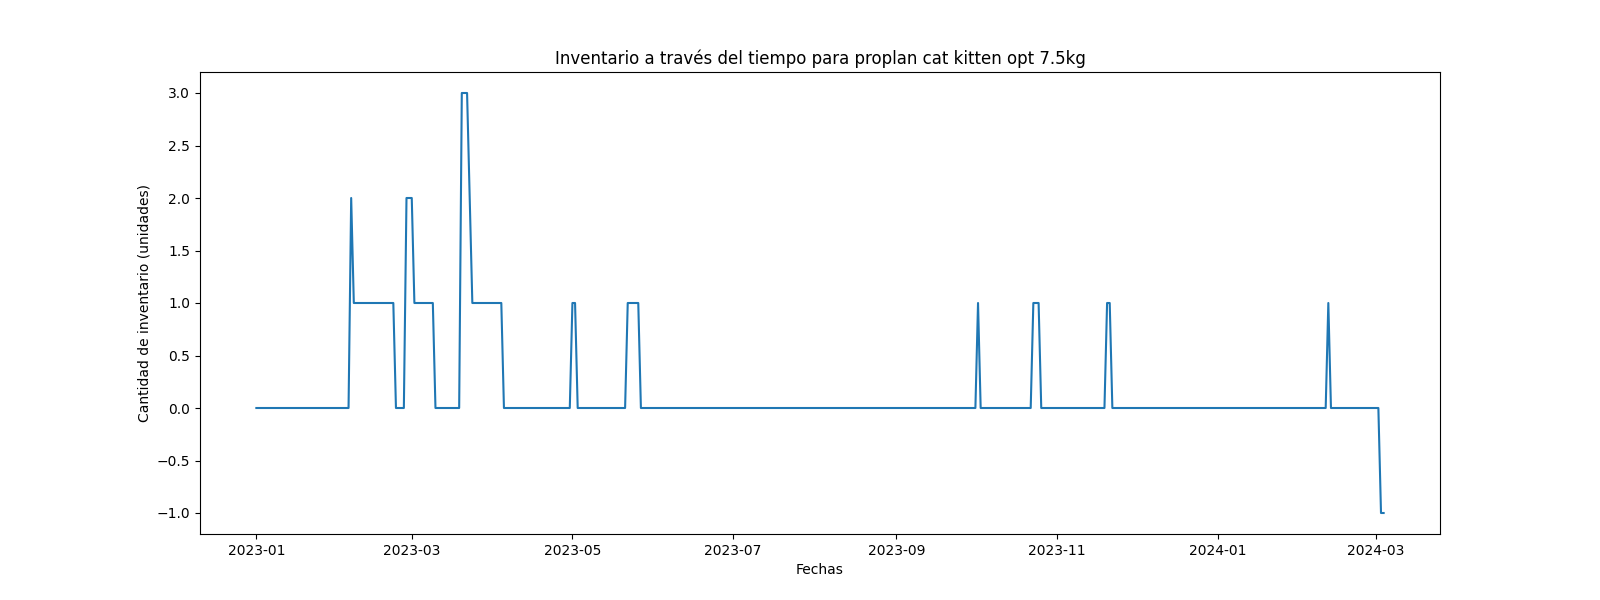 Inventario a través del tiempo para proplan cat kitten opt 7.5kg
3.0
2.5
2.0
1.5
1.0
0.5
0.0
−0.5
−1.0
Cantidad de inventario (unidades)
2023-01 2023-03 2023-05 2023-07 2023-09 2023-11 2024-01 2024-03
Fechas